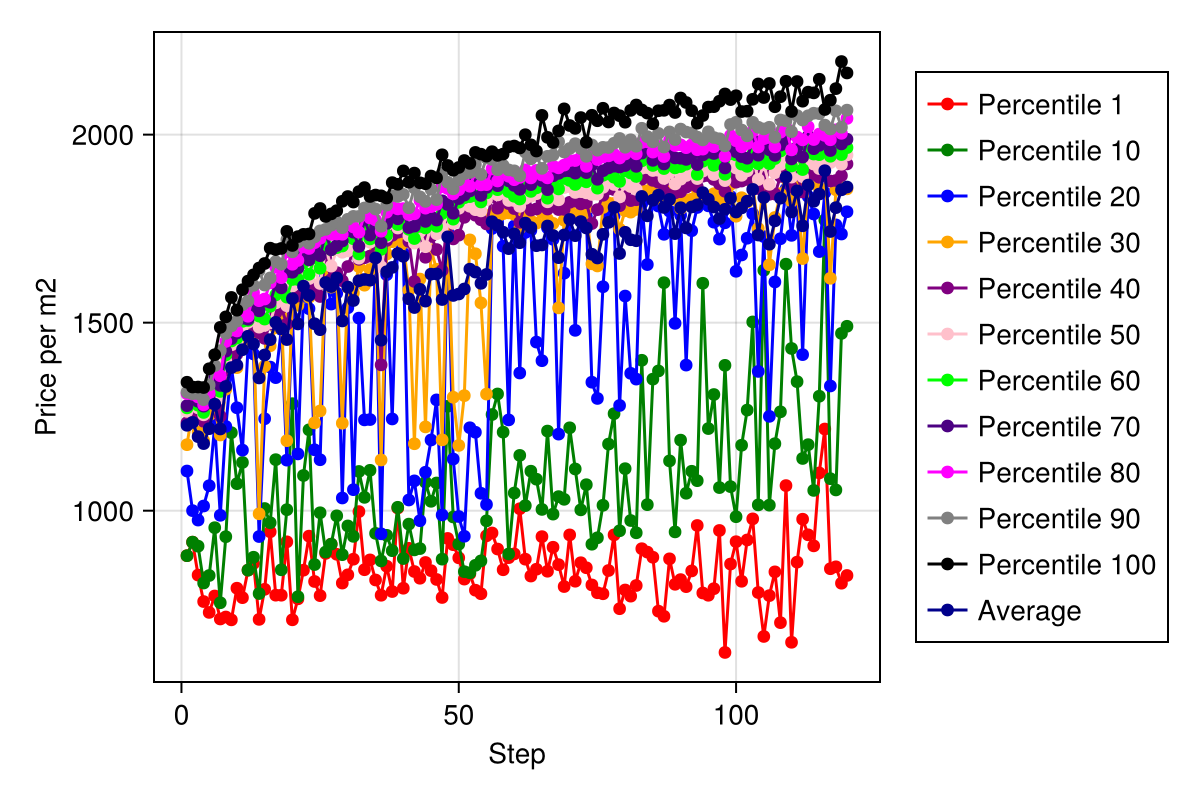 2000
1500
1000
Price per m2
0
50
100
Step
Percentile 1
Percentile 10
Percentile 20
Percentile 30
Percentile 40
Percentile 50
Percentile 60
Percentile 70
Percentile 80
Percentile 90
Percentile 100
Average